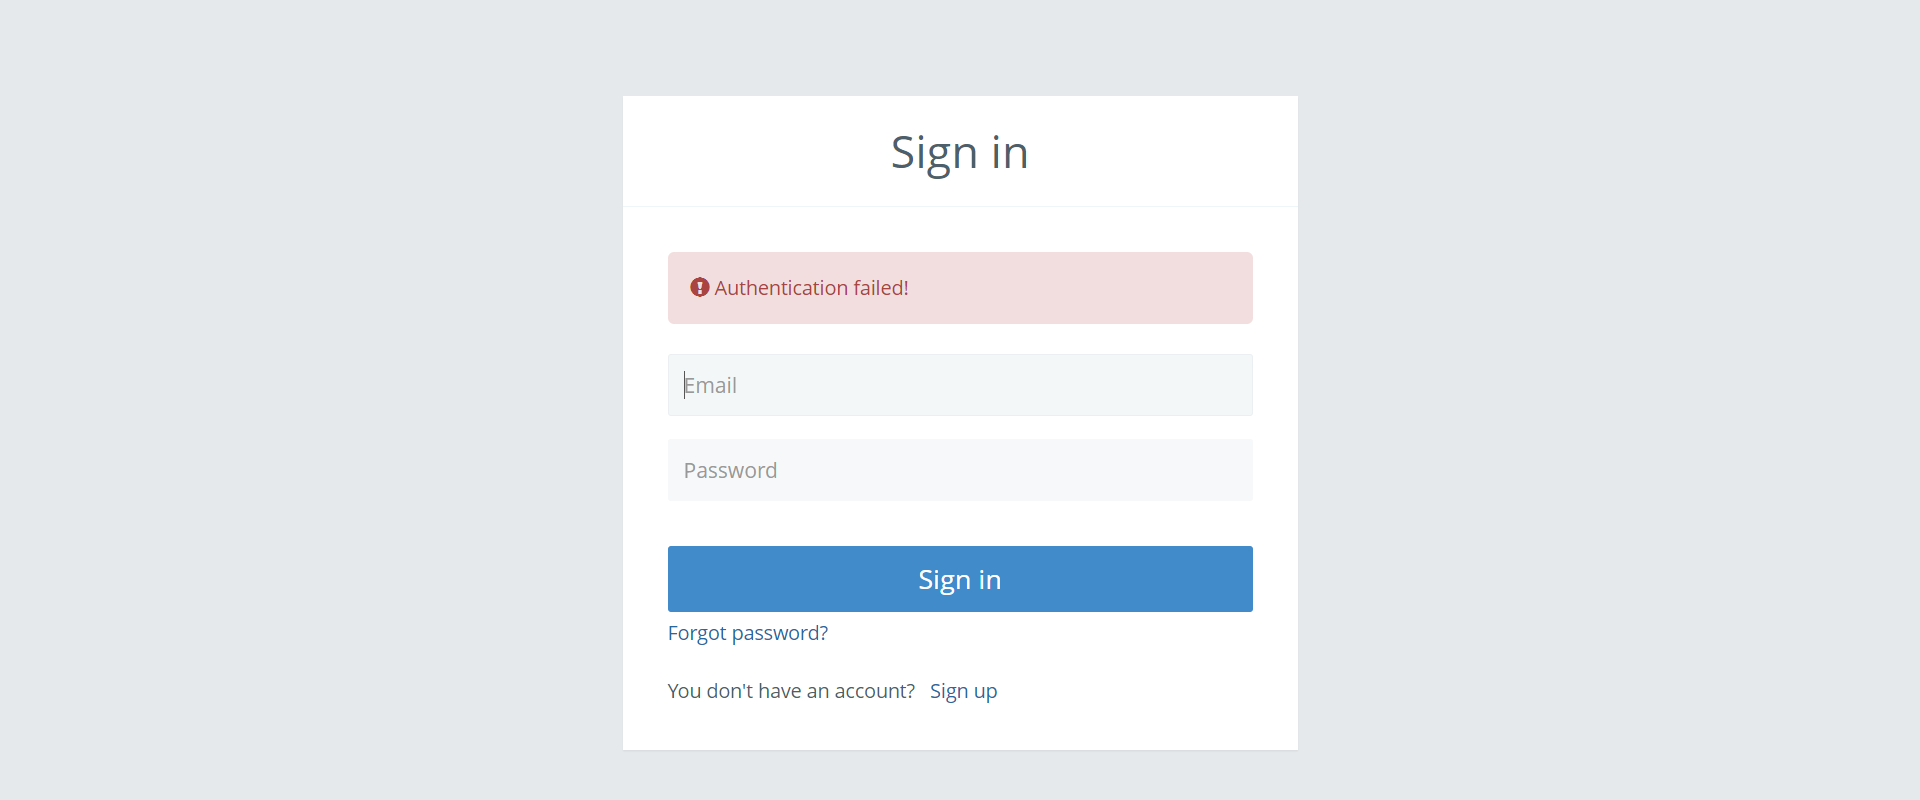 Sign in
Authentication failed!
Email
Password
Sign in
Forgot password?
You don't have an account? Sign up